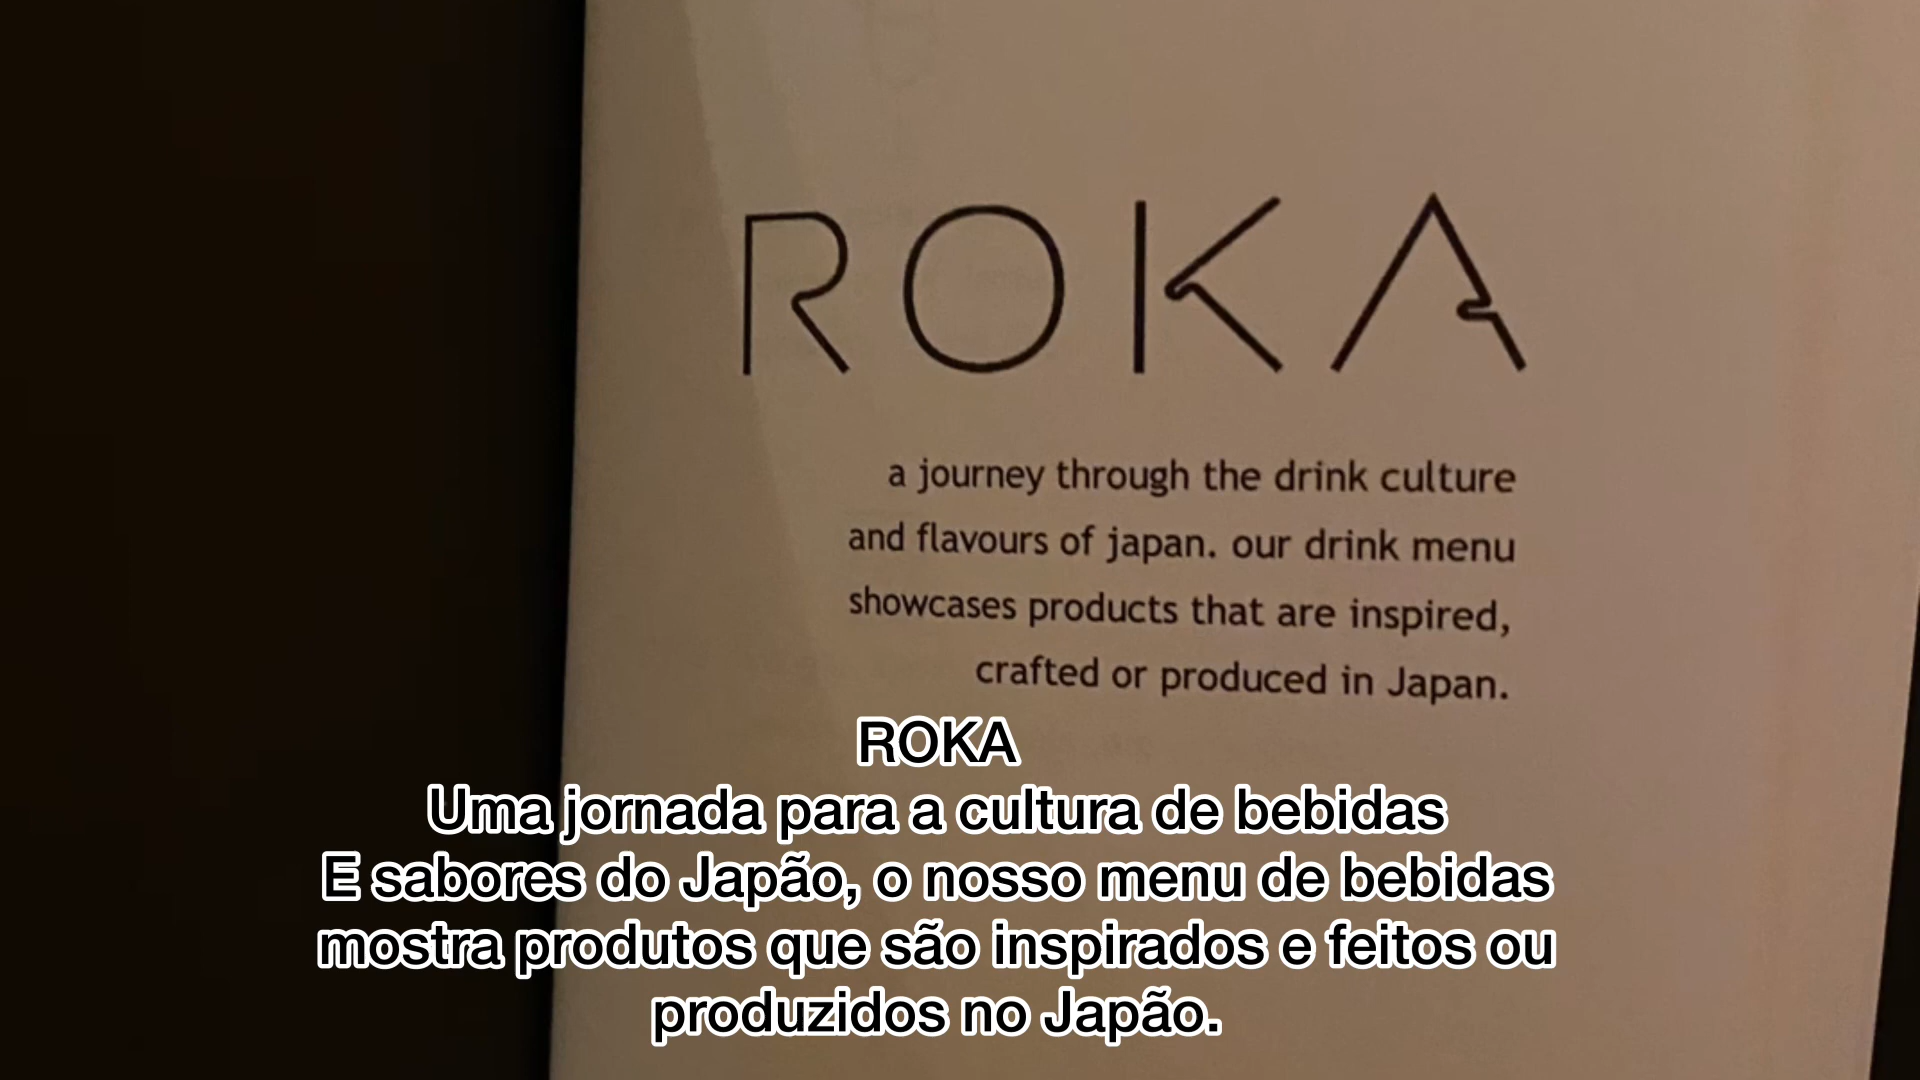 ROKA
a journey through the drink culture
and flavours of japan. our drink menu
showcases products that are inspired,
crafted or produced in Japan.
ROKA
Uma jornada para a cultura de bebidas
E sabores do Japão, o nosso menu de bebidas
mostra produtos que são inspirados e feitos ou
produzidos no Japão.